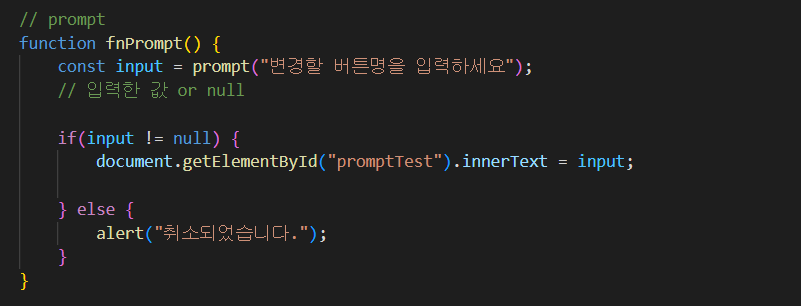 // prompt
function fnPrompt() {
    const input = prompt("변경할 버튼명을 입력하세요");
    // 입력한 값 or null
    if(input != null) {
        document.getElementById("promptTest").innerText = input;
    } else {
        alert("취소되었습니다.");
    }
}